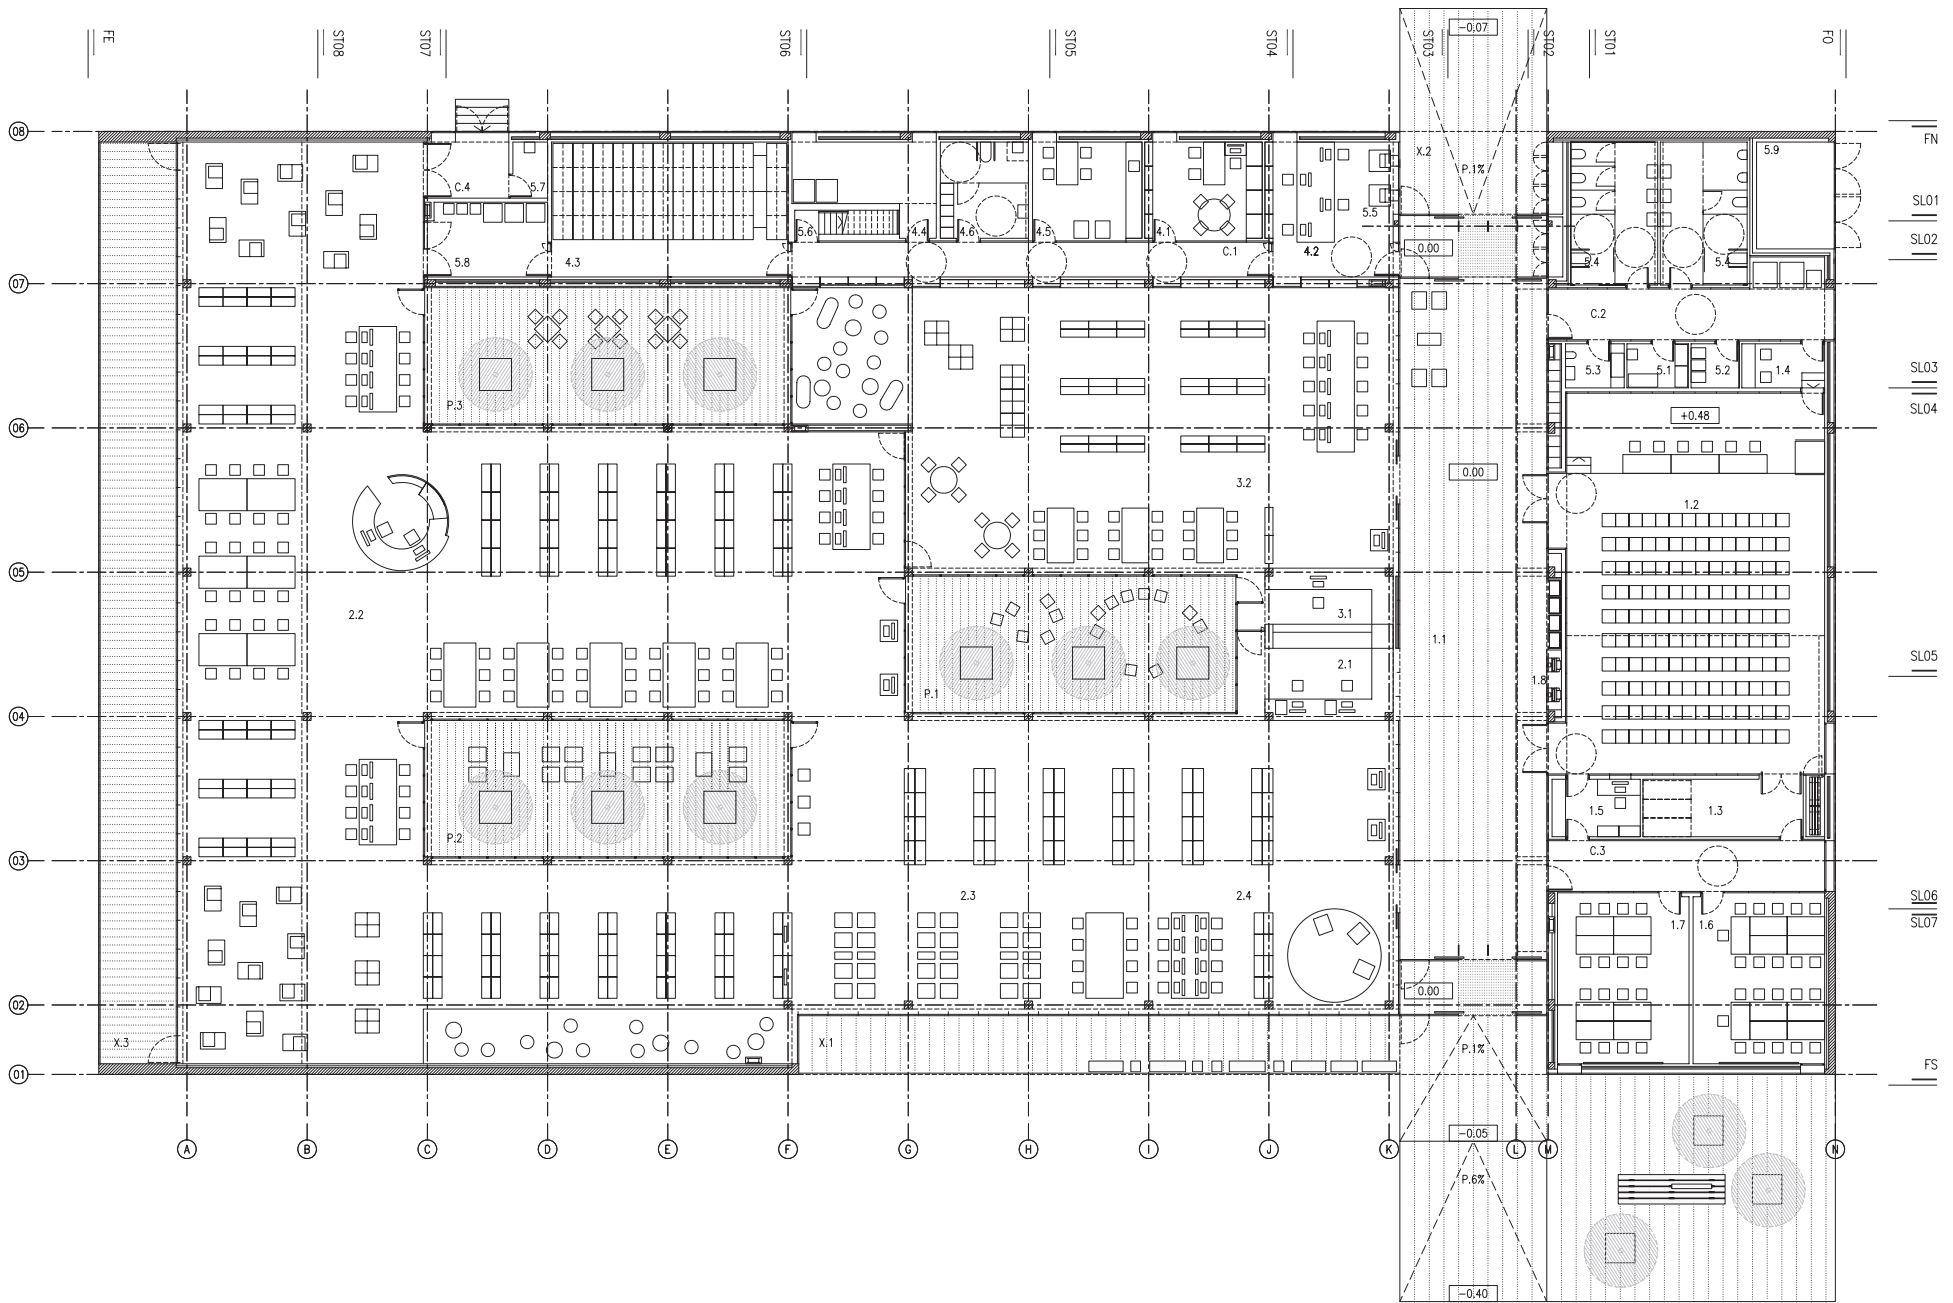 FE
ST08
ST07
ST06
ST05
ST04
ST03
ST02
ST01
FO
-0.07
08
FN
X.2
P.1%
5.9
C.4
5.7
SL01
5.5
5.6
4.4
4.6
4.5
4.1
4.2
0.00
SL02
5.8
4.3
C.1
5.4
5.4
07
C.2
5.3
5.1
5.2
1.4
SL03
P.3
SL04
+0.48
06
0.00
3.2
1.2
05
2.2
3.1
1.1
SL05
2.1
1.8
P.1
04
1.5
1.3
P.2
C.3
03
2.3
2.4
SL06
1.7
1.6
SL07
0.00
02
X.3
X.1
P.1%
FS
01
-0.05
A
B
C
D
E
F
G
H
I
J
K
L
M
N
P.6%
-0.40